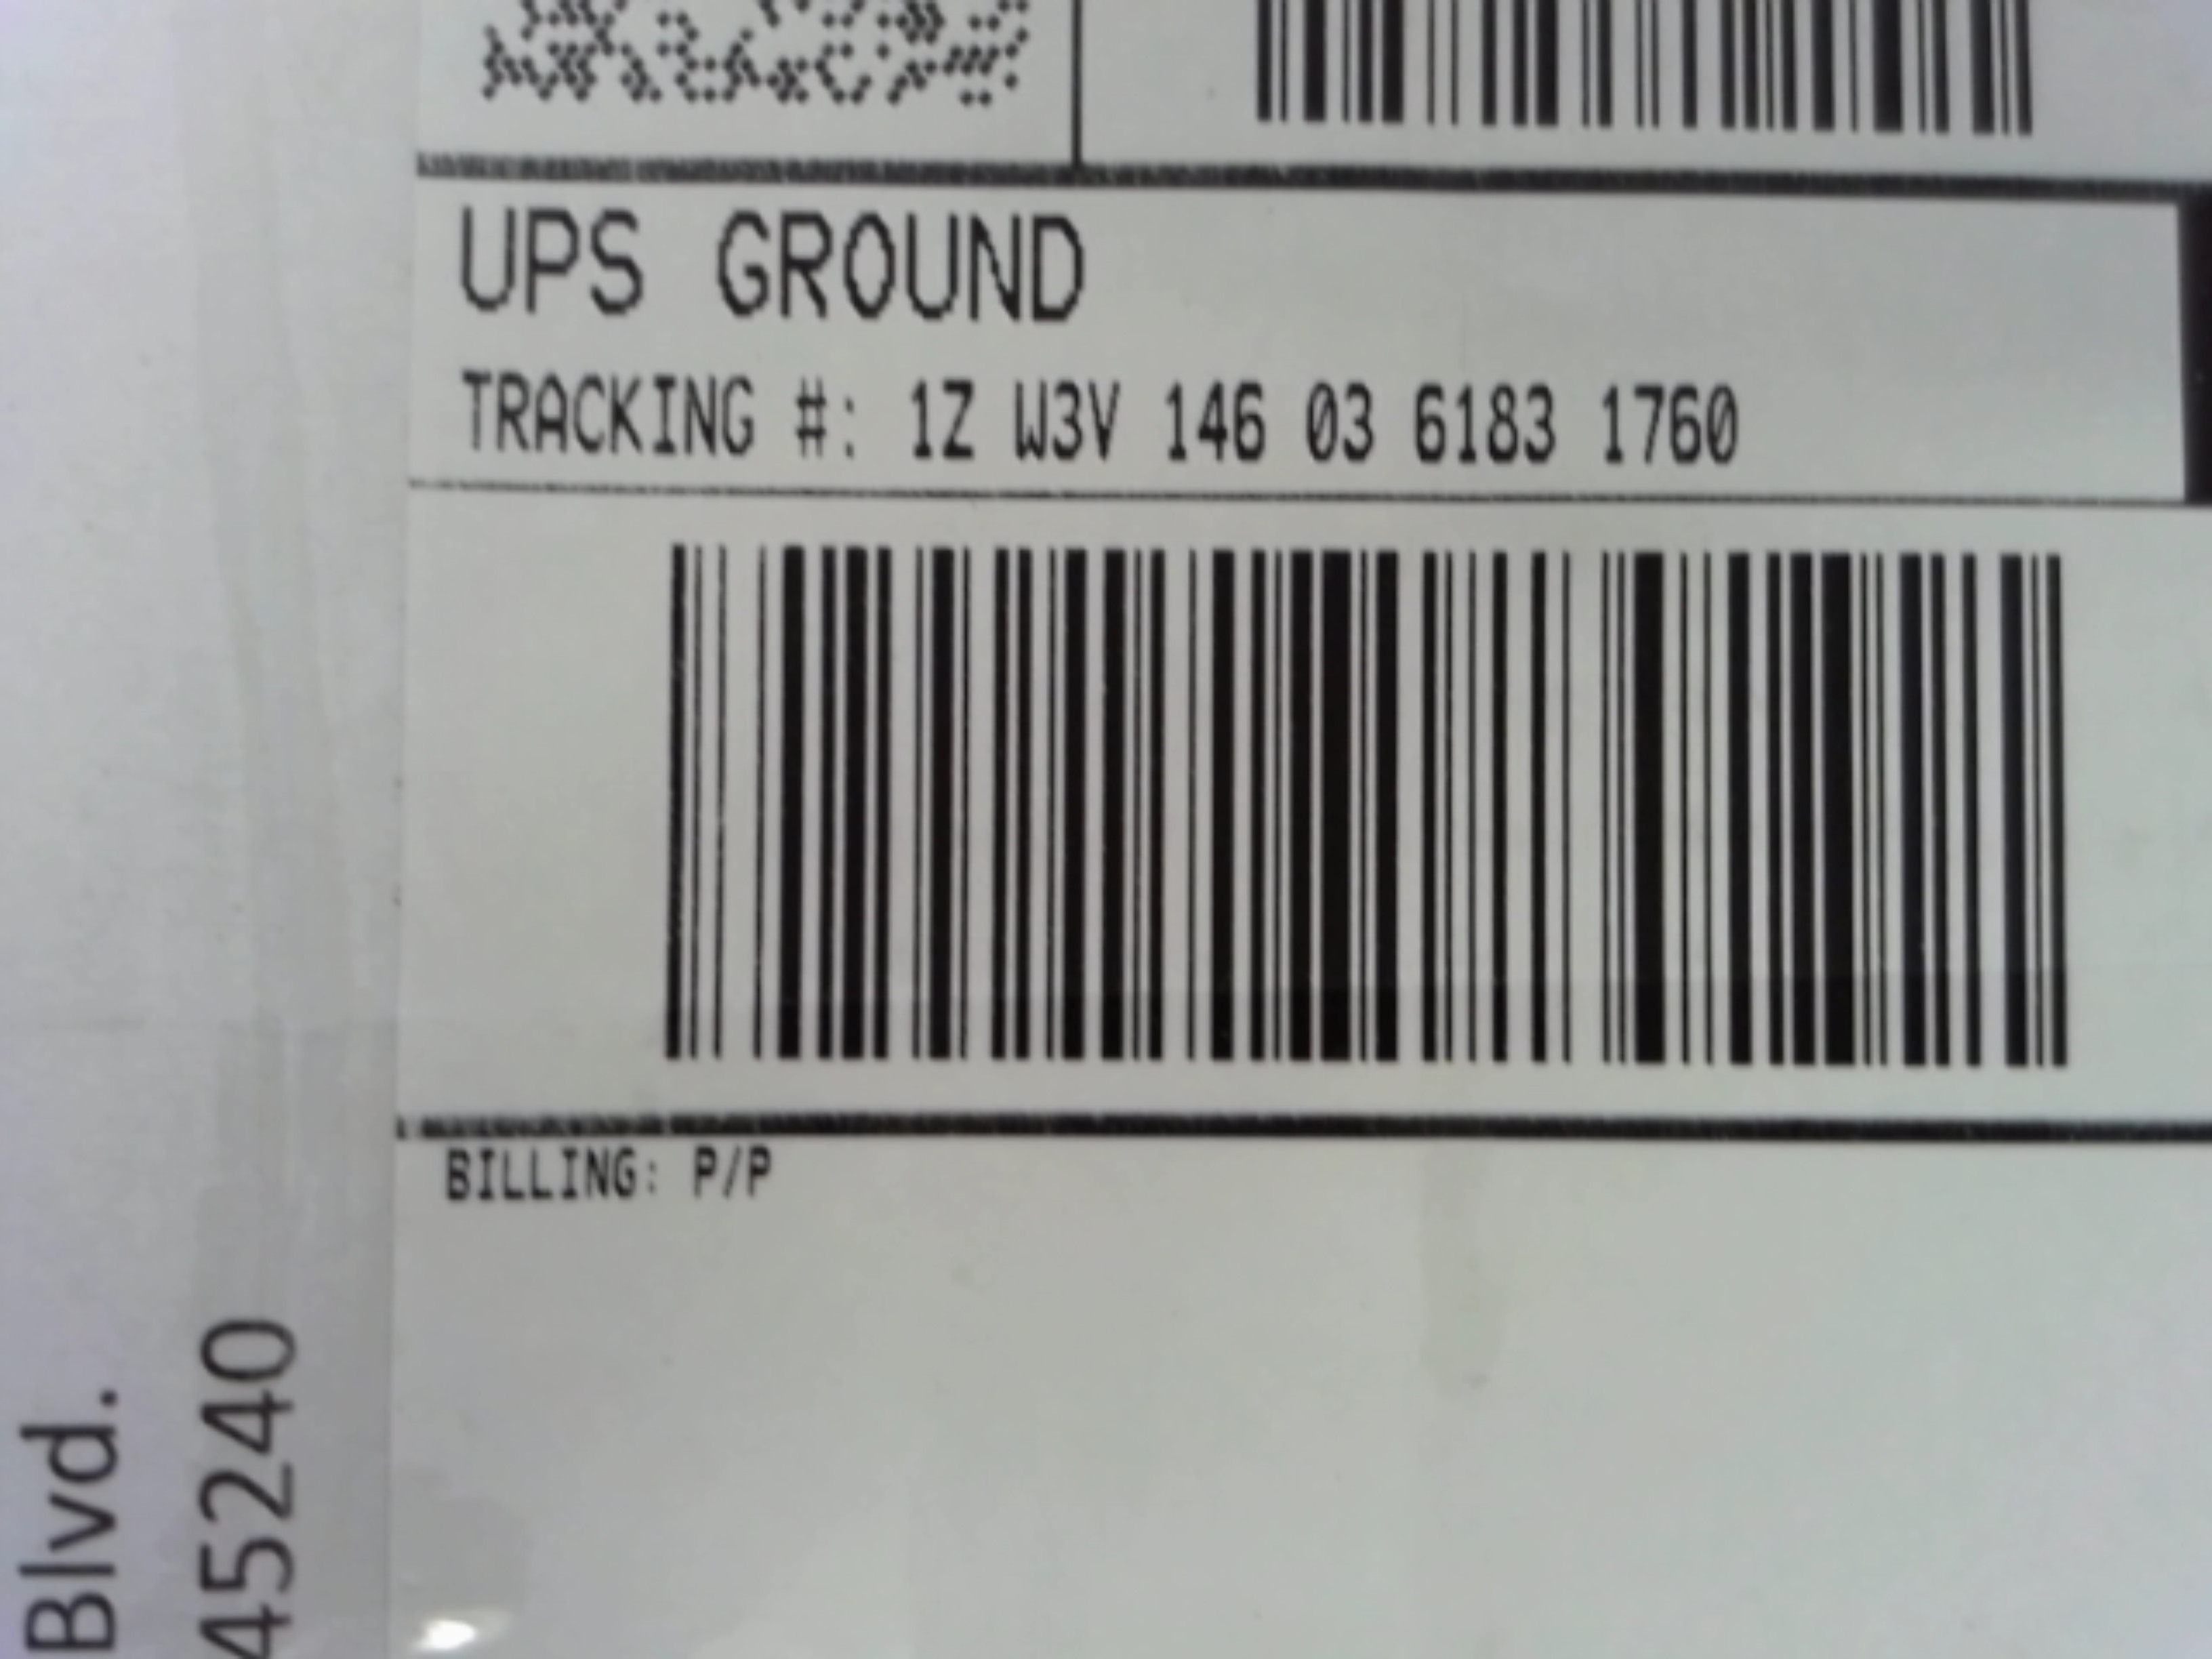 UPS GROUND
TRACKING #: 1Z W3V 146 03 6183 1760
BILLING: P/P
Blvd.
45240